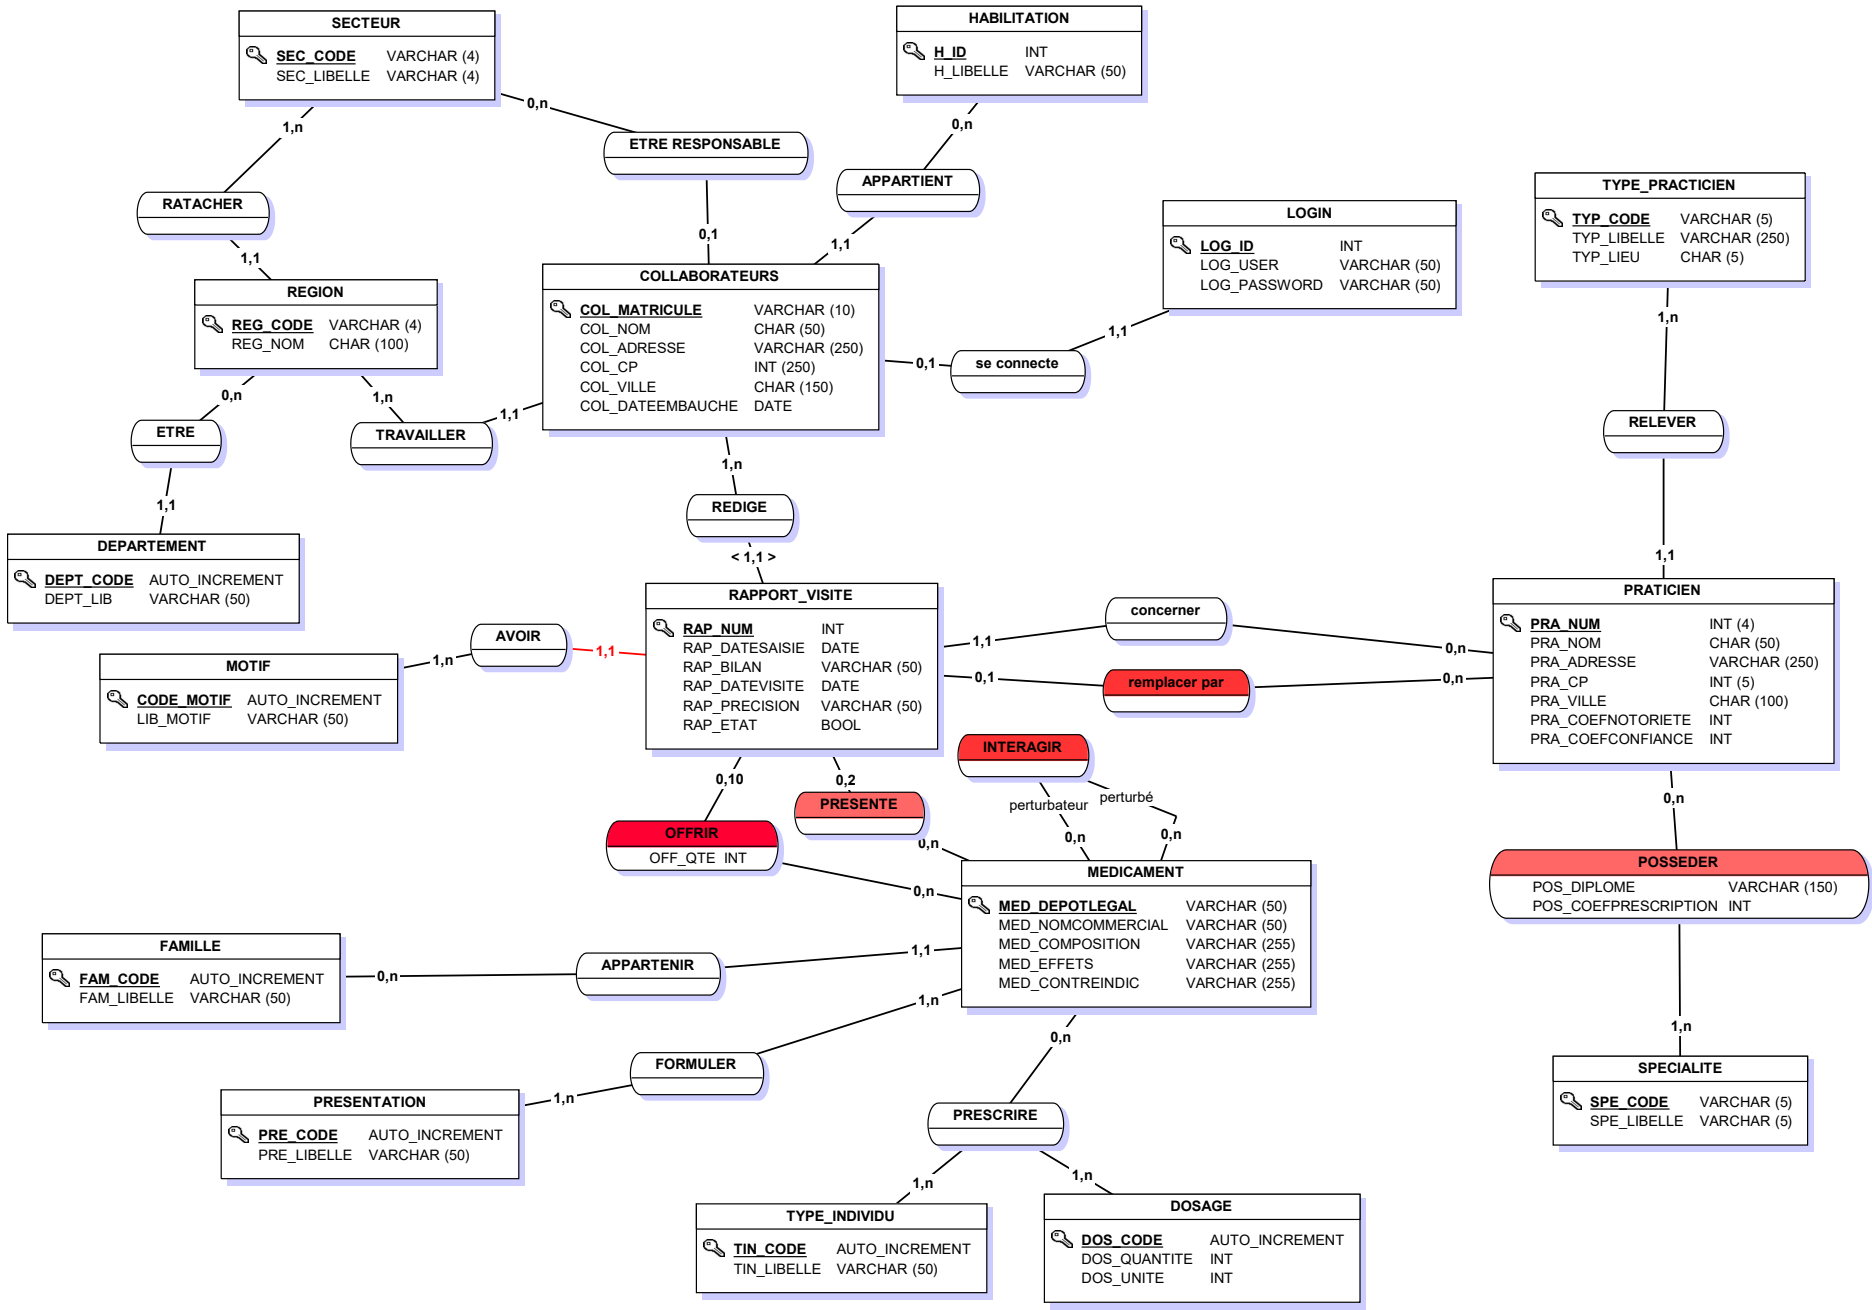 SECTEUR
SEC_CODE VARCHAR (4)
SEC_LIBELLE VARCHAR (4)
HABILITATION
H_ID INT
H_LIBELLE VARCHAR (50)
0,n
1,n
0,n
ETRE RESPONSABLE
APPARTIENT
RATACHER
TYPE_PRACTICIEN
TYP_CODE VARCHAR (5)
TYP_LIBELLE VARCHAR (250)
TYP_LIEU CHAR (5)
LOGIN
LOG_ID INT
LOG_USER VARCHAR (50)
LOG_PASSWORD VARCHAR (50)
0,1
1,1
1,1
REGION
REG_CODE VARCHAR (4)
REG_NOM CHAR (100)
COLLABORATEURS
COL_MATRICULE VARCHAR (10)
COL_NOM CHAR (50)
COL_ADRESSE VARCHAR (250)
COL_CP INT (250)
COL_VILLE CHAR (150)
COL_DATEEMBAUCHE DATE
1,n
1,1
0,1
se connecte
0,n
1,n
1,1
ETRE
TRAVAILLER
RELEVER
1,n
1,1
REDIGE
DEPARTEMENT
DEPT_CODE AUTO_INCREMENT
DEPT_LIB VARCHAR (50)
< 1,1 >
1,1
RAPPORT_VISITE
RAP_NUM INT
RAP_DATESAISIE DATE
RAP_BILAN VARCHAR (50)
RAP_DATEVISITE DATE
RAP_PRECISION VARCHAR (50)
RAP_ETAT BOOL
PRATICIEN
PRA_NUM INT (4)
PRA_NOM CHAR (50)
PRA_ADRESSE VARCHAR (250)
PRA_CP INT (5)
PRA_VILLE CHAR (100)
PRA_COEFNOTORIETE INT
PRA_COEFCONFIANCE INT
concerner
1,1
0,n
AVOIR
1,1
1,n
0,1
remplacer par
0,n
MOTIF
CODE_MOTIF AUTO_INCREMENT
LIB_MOTIF VARCHAR (50)
INTERAGIR
0,10
0,2
perturbateur
perturbé
0,n
PRESENTE
OFFRIR
OFF_QTE INT
0,n
0,n
0,n
0,n
MEDICAMENT
MED_DEPOTLEGAL VARCHAR (50)
MED_NOMCOMMERCIAL VARCHAR (50)
MED_COMPOSITION VARCHAR (255)
MED_EFFETS VARCHAR (255)
MED_CONTREINDIC VARCHAR (255)
POSSEDER
POS_DIPLOME VARCHAR (150)
POS_COEFPRESCRIPTION INT
FAMILLE
FAM_CODE AUTO_INCREMENT
FAM_LIBELLE VARCHAR (50)
0,n
APPARTENIR
1,1
1,n
FORMULER
1,n
0,n
1,n
PRESENTATION
PRE_CODE AUTO_INCREMENT
PRE_LIBELLE VARCHAR (50)
PRESCRIRE
SPECIALITE
SPE_CODE VARCHAR (5)
SPE_LIBELLE VARCHAR (5)
1,n
1,n
TYPE_INDIVIDU
TIN_CODE AUTO_INCREMENT
TIN_LIBELLE VARCHAR (50)
DOSAGE
DOS_CODE AUTO_INCREMENT
DOS_QUANTITE INT
DOS_UNITE INT